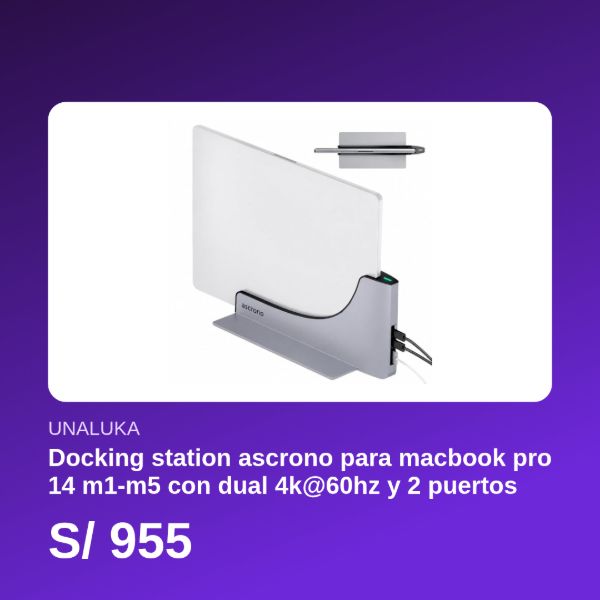 ascrono
UNALUKA
Docking station ascrono para macbook pro
14 m1-m5 con dual 4k@60hz y 2 puertos
S/ 955